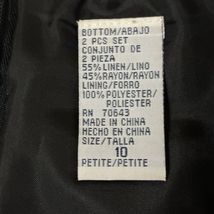 BOTTOM/ABAJO
2 PCS SET
CONJUNTO DE
2 PIEZA
55% LINEN/LINO
45% RAYON/RAYON
LINING/FORRO
100% POLYESTER/
POLIESTER
RN 70643
MADE IN CHINA
HECHO EN CHINA
SIZE/TALLA
10
PETITE/PETITE